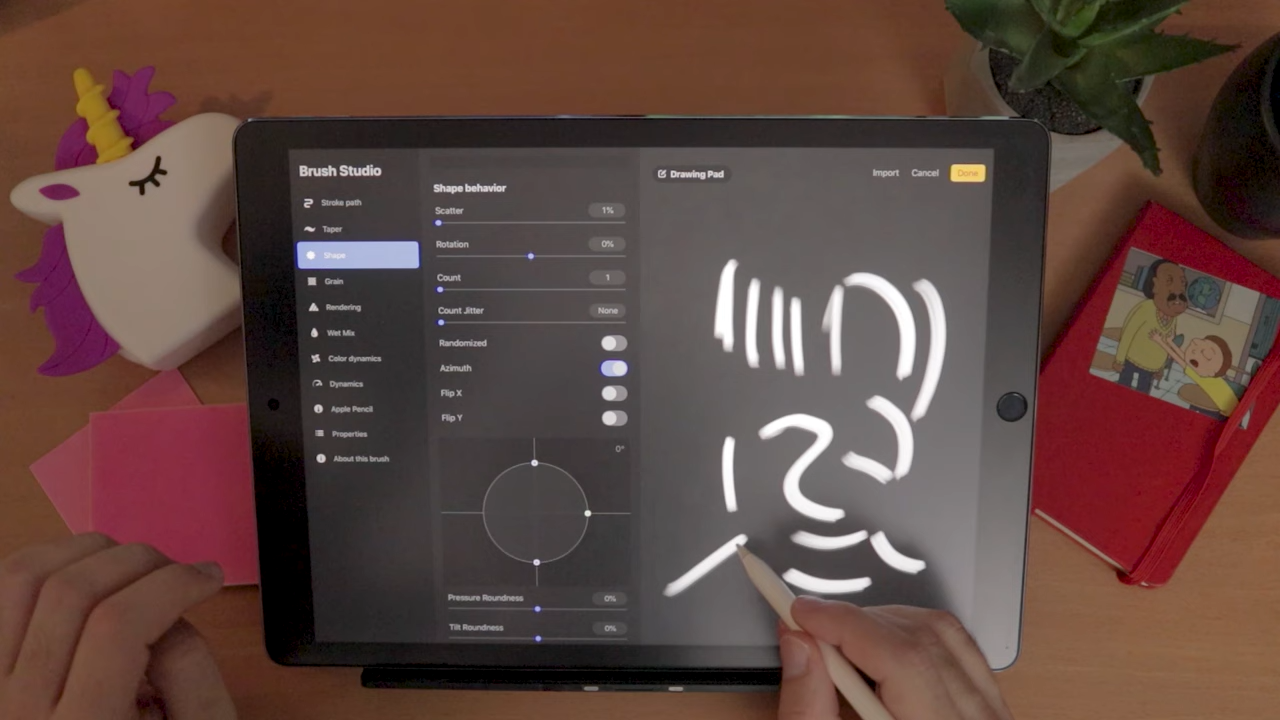 Brush Studio
Stroke path
Taper
Shape
Grain
Rendering
Wet Mix
Color dynamics
Dynamics
Apple Pencil
Properties
About this brush
Shape behavior
Scatter 1%
Rotation 0%
Count 1
Count Jitter None
Randomized
Azimuth
Flip X
Flip Y
0°
Pressure Roundness 0%
Tilt Roundness 0%
Drawing Pad
Import Cancel Done